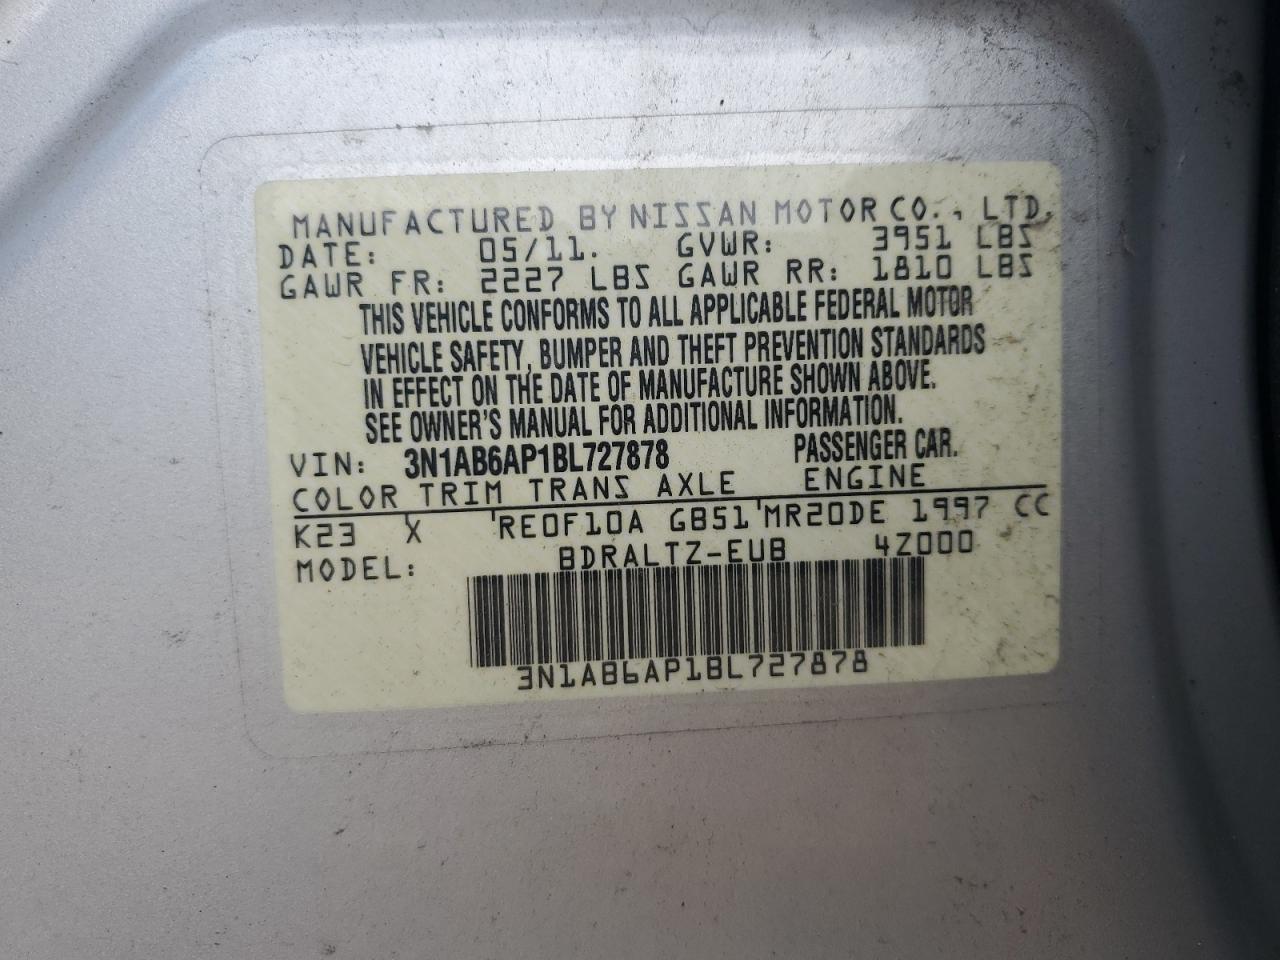 MANUFACTURED BY NISSAN MOTOR CO., LTD.
DATE: 05/11. GVWR: 3951 LBS
GAWR FR: 2227 LBS GAWR RR: 1810 LBS
THIS VEHICLE CONFORMS TO ALL APPLICABLE FEDERAL MOTOR
VEHICLE SAFETY, BUMPER AND THEFT PREVENTION STANDARDS
IN EFFECT ON THE DATE OF MANUFACTURE SHOWN ABOVE.
SEE OWNER'S MANUAL FOR ADDITIONAL INFORMATION.
VIN: 3N1AB6AP1BL727878 PASSENGER CAR.
COLOR TRIM TRANS AXLE ENGINE
K23 X RE0F10A GB51 MR20DE 1997 CC
MODEL: BDRALTZ-EUB 4Z000
3N1AB6AP1BL727878